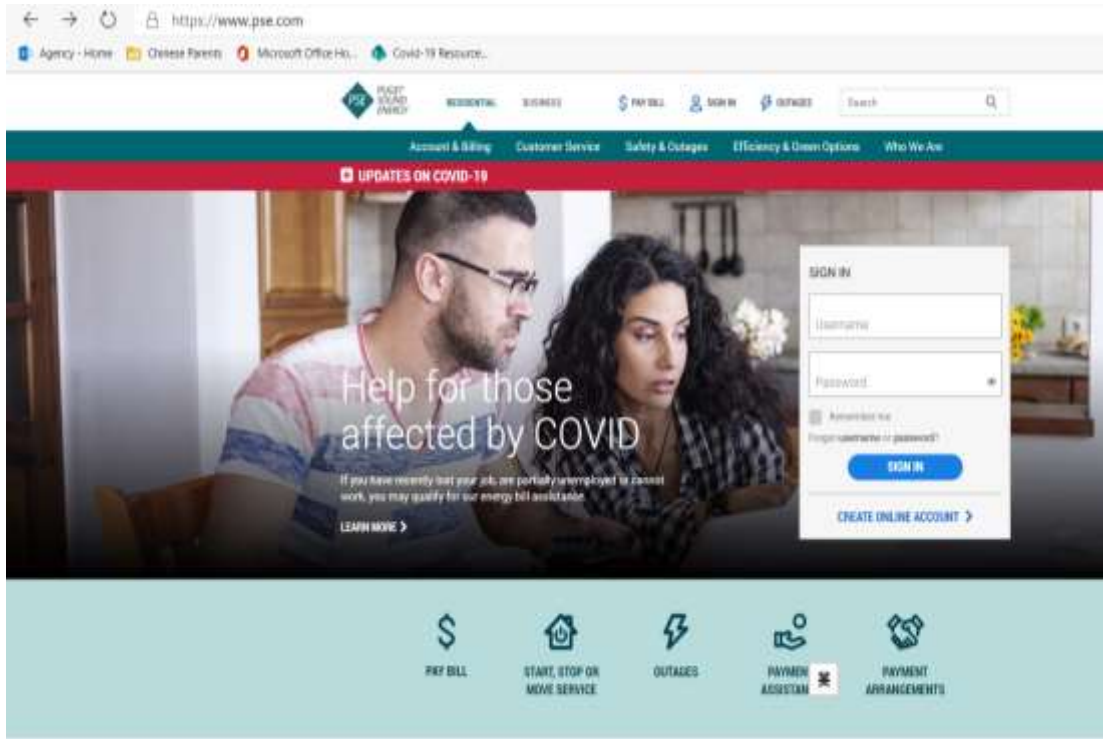 https://www.pse.com
Agency - Home Chinese Parents Microsoft Office Ho... Covid-19 Resource...
PSE PUGET SOUND ENERGY
RESIDENTIAL BUSINESS PAY BILL SIGN IN OUTAGES Search
Account & Billing Customer Service Safety & Outages Efficiency & Green Options Who We Are
UPDATES ON COVID-19
Help for those
affected by COVID
If you have recently lost your job, are partially unemployed or cannot
work, you may qualify for our energy bill assistance.
LEARN MORE >
SIGN IN
Username
Password
Remember me
Forgot username or password?
SIGN IN
CREATE ONLINE ACCOUNT >
PAY BILL
START, STOP OR
MOVE SERVICE
OUTAGES
PAYMEN
ASSISTAN
PAYMENT
ARRANGEMENTS